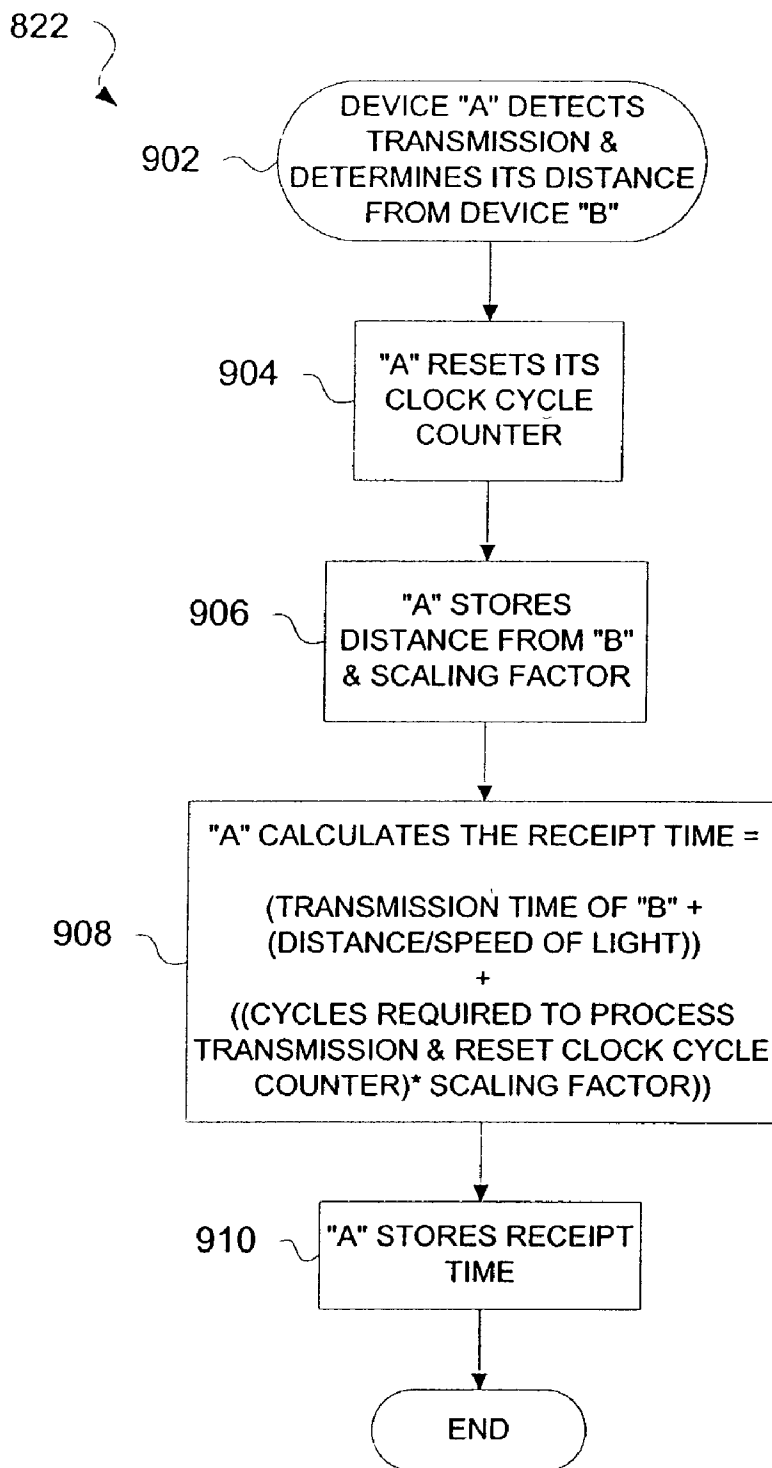 822
902
DEVICE "A" DETECTS
TRANSMISSION &
DETERMINES ITS DISTANCE
FROM DEVICE "B"
904
"A" RESETS ITS
CLOCK CYCLE
COUNTER
906
"A" STORES
DISTANCE FROM "B"
& SCALING FACTOR
908
"A" CALCULATES THE RECEIPT TIME =
(TRANSMISSION TIME OF "B" +
(DISTANCE/SPEED OF LIGHT))
+
((CYCLES REQUIRED TO PROCESS
TRANSMISSION & RESET CLOCK CYCLE
COUNTER)* SCALING FACTOR))
910
"A" STORES RECEIPT
TIME
END